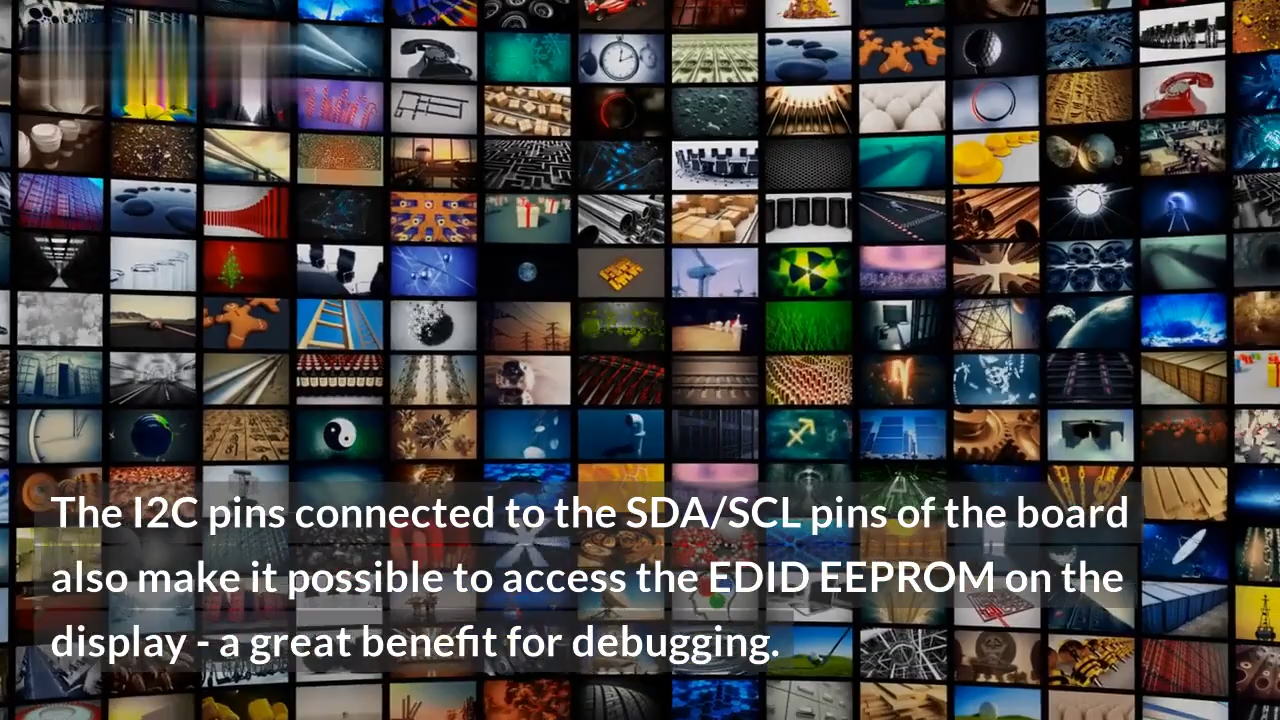 The I2C pins connected to the SDA/SCL pins of the board
also make it possible to access the EDID EEPROM on the
display - a great benefit for debugging.